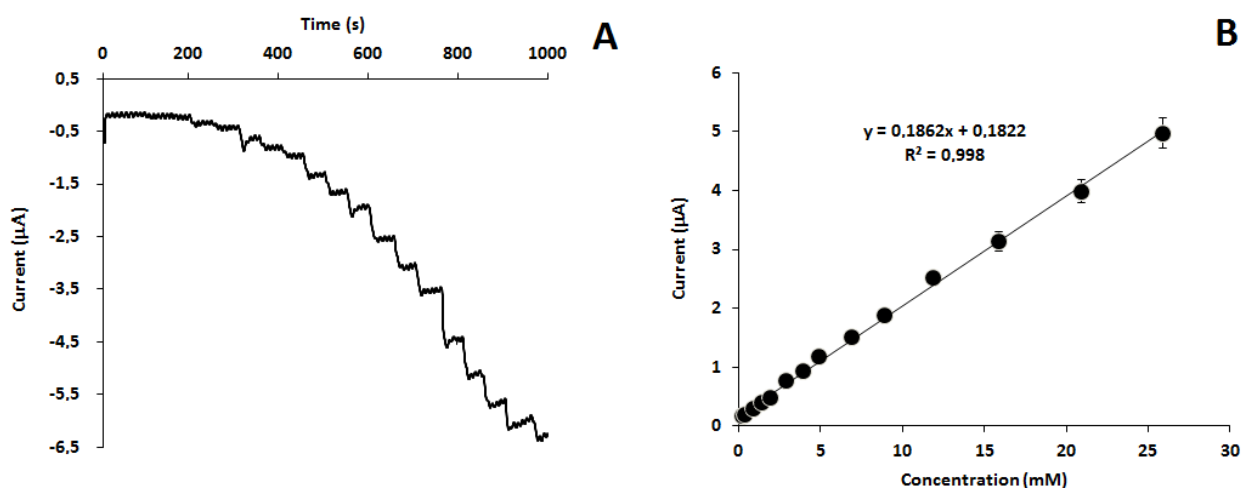 Time (s)
A
0 200 400 600 800 1000
0,5
-0,5
-1,5
-2,5
-3,5
-4,5
-5,5
-6,5
Current (µA)
B
6
5
4
3
2
1
0
y = 0,1862x + 0,1822
R² = 0,998
Current (µA)
0 5 10 15 20 25 30
Concentration (mM)